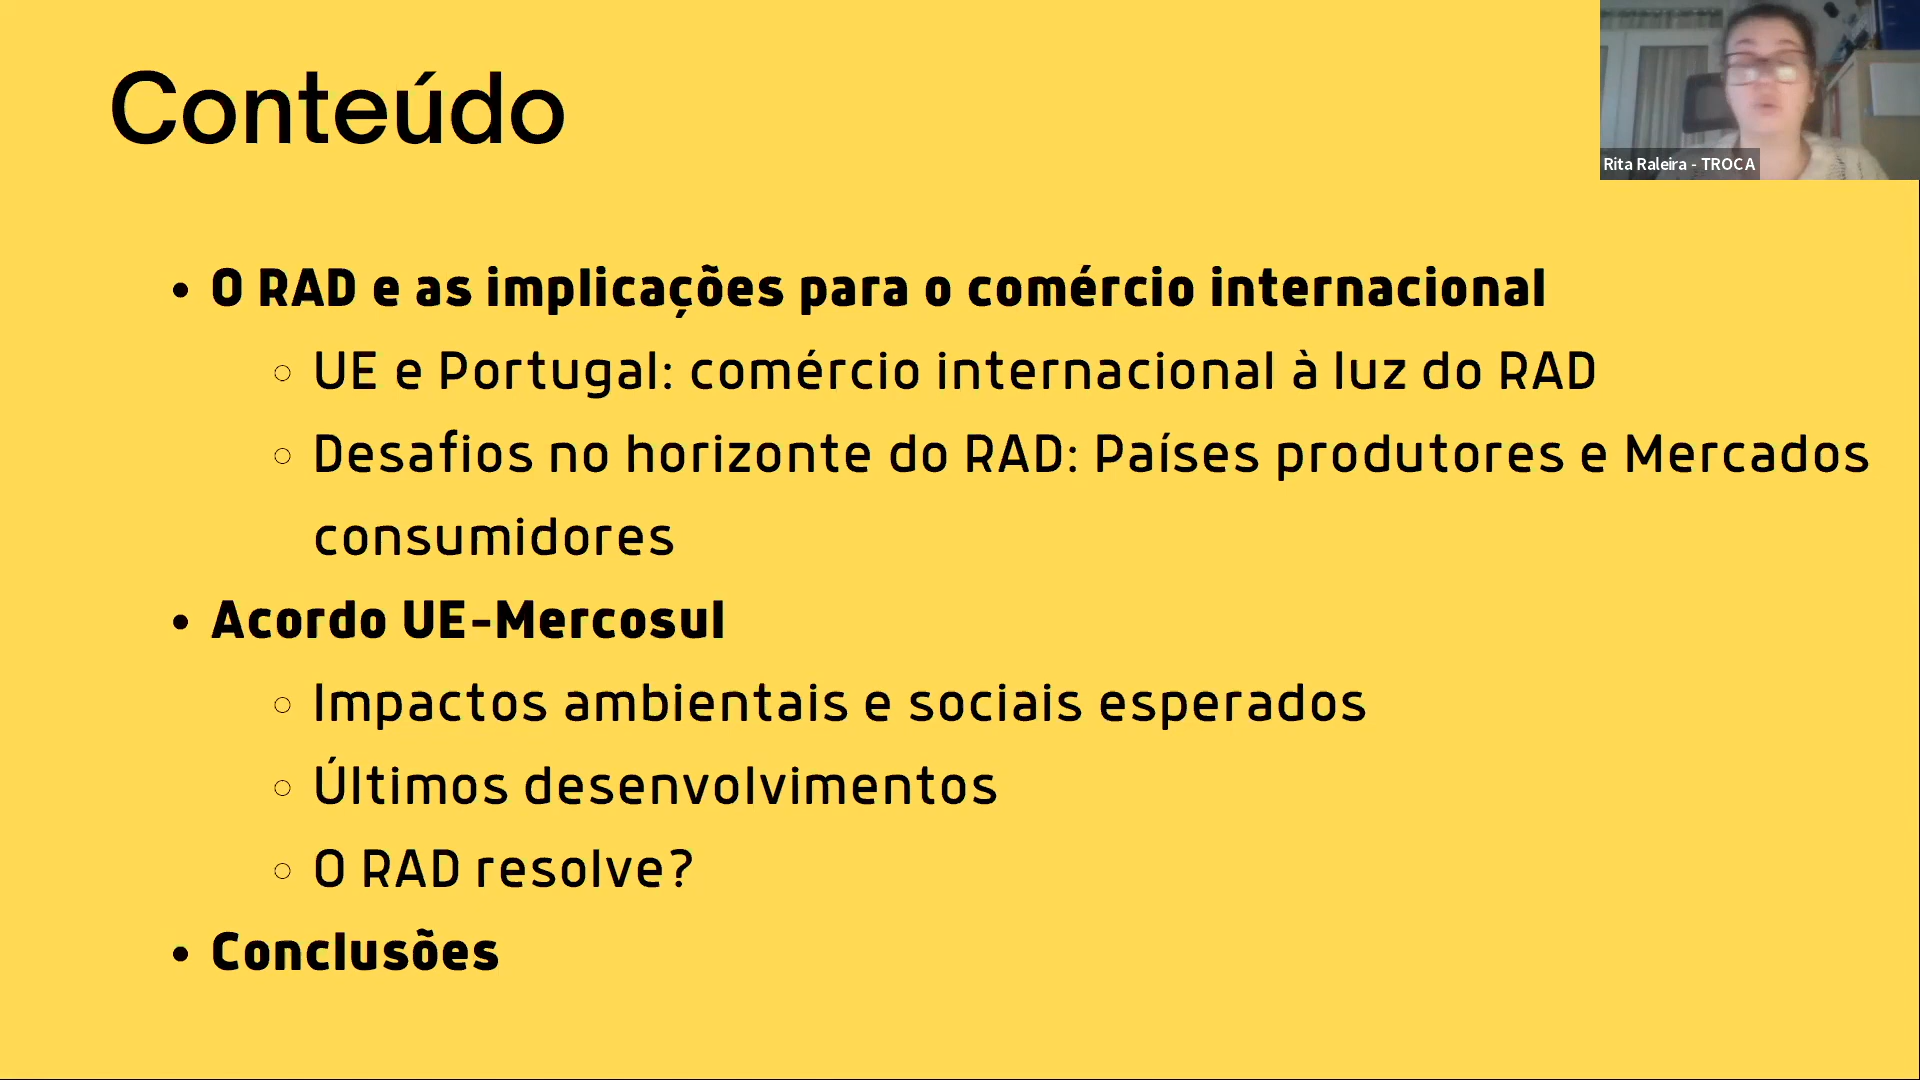 Conteúdo
Rita Raleira - TROCA
• O RAD e as implicações para o comércio internacional
○ UE e Portugal: comércio internacional à luz do RAD
○ Desafios no horizonte do RAD: Países produtores e Mercados
consumidores
• Acordo UE-Mercosul
○ Impactos ambientais e sociais esperados
○ Últimos desenvolvimentos
○ O RAD resolve?
• Conclusões